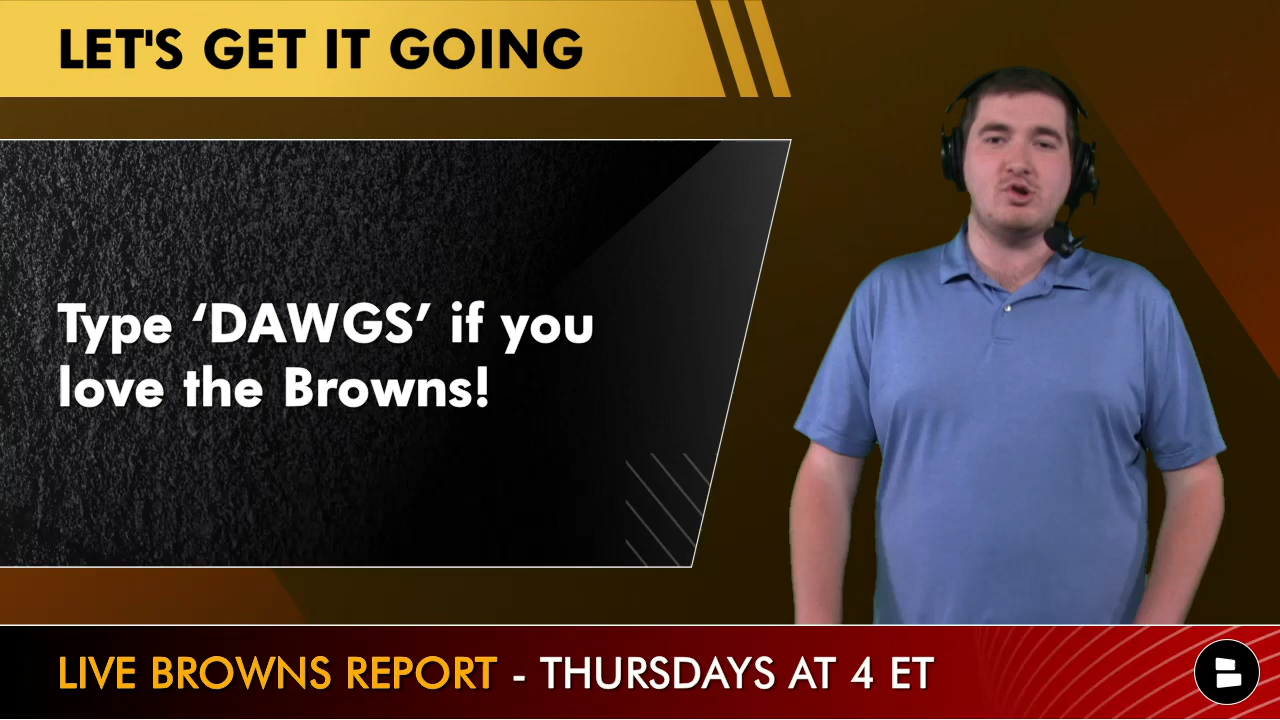 LET'S GET IT GOING
Type ‘DAWGS’ if you
love the Browns!
LIVE BROWNS REPORT - THURSDAYS AT 4 ET